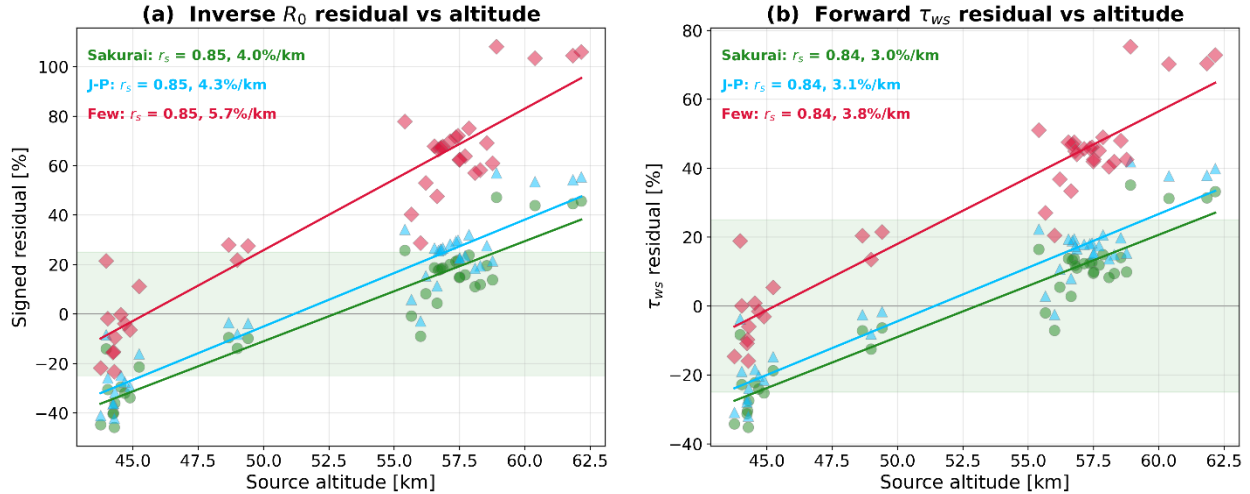 (a) Inverse R₀ residual vs altitude
Sakurai: rₛ = 0.85, 4.0%/km
J-P: rₛ = 0.85, 4.3%/km
Few: rₛ = 0.85, 5.7%/km
Signed residual [%]
100
80
60
40
20
0
−20
−40
45.0 47.5 50.0 52.5 55.0 57.5 60.0 62.5
Source altitude [km]
(b) Forward τ_ws residual vs altitude
Sakurai: rₛ = 0.84, 3.0%/km
J-P: rₛ = 0.84, 3.1%/km
Few: rₛ = 0.84, 3.8%/km
τ_ws residual [%]
80
60
40
20
0
−20
−40
45.0 47.5 50.0 52.5 55.0 57.5 60.0 62.5
Source altitude [km]